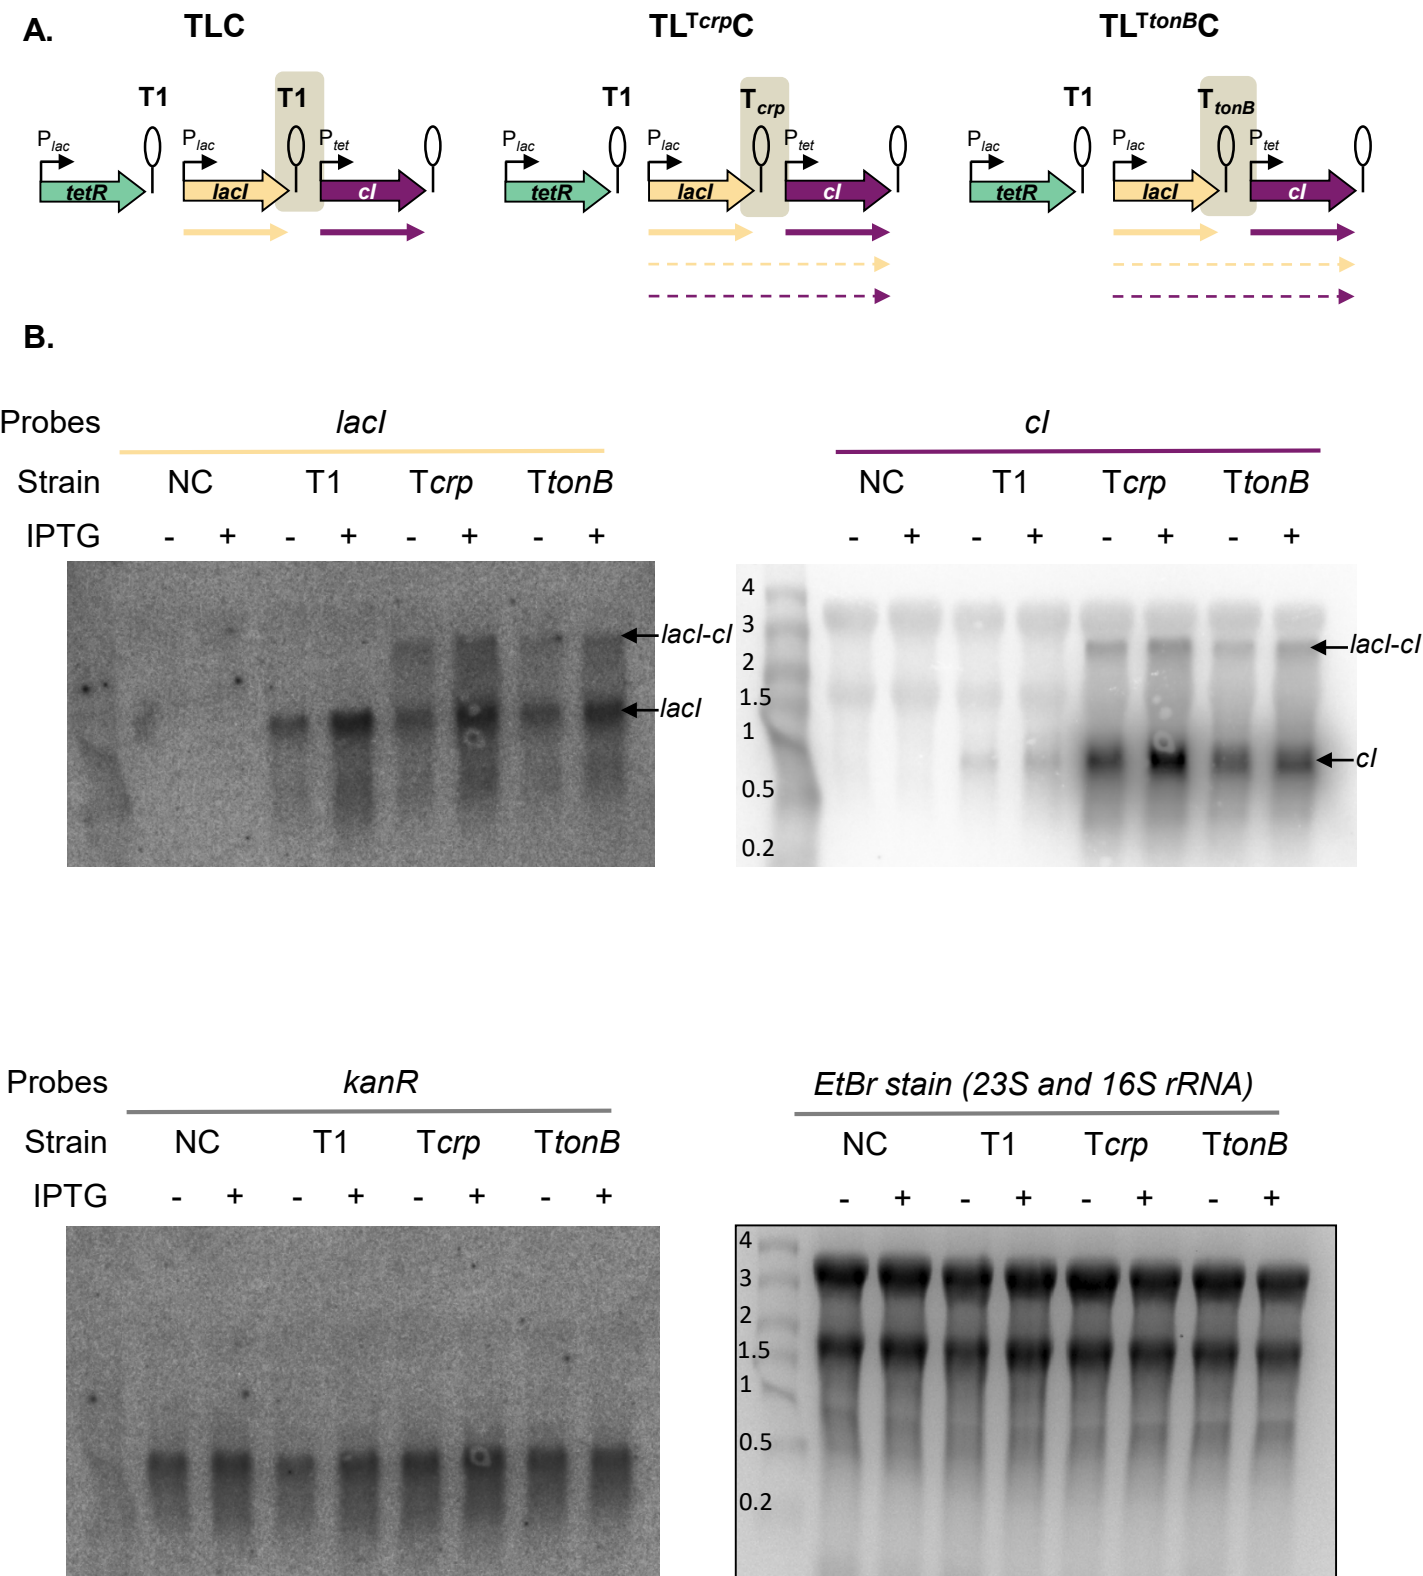 A.
TLC
TL^TcrpC
TL^TtonBC
T1 T1 T1 Tcrp T1 TtonB
Plac Plac Ptet Plac Plac Ptet Plac Plac Ptet
tetR lacI cI tetR lacI cI tetR lacI cI
B.
Probes lacI
Strain NC T1 Tcrp TtonB
IPTG - + - + - + - +
lacI-cI
lacI
cI
NC T1 Tcrp TtonB
- + - + - + - +
4
3
2
1.5
1
0.5
0.2
lacI-cI
cI
Probes kanR
Strain NC T1 Tcrp TtonB
IPTG - + - + - + - +
EtBr stain (23S and 16S rRNA)
NC T1 Tcrp TtonB
- + - + - + - +
4
3
2
1.5
1
0.5
0.2